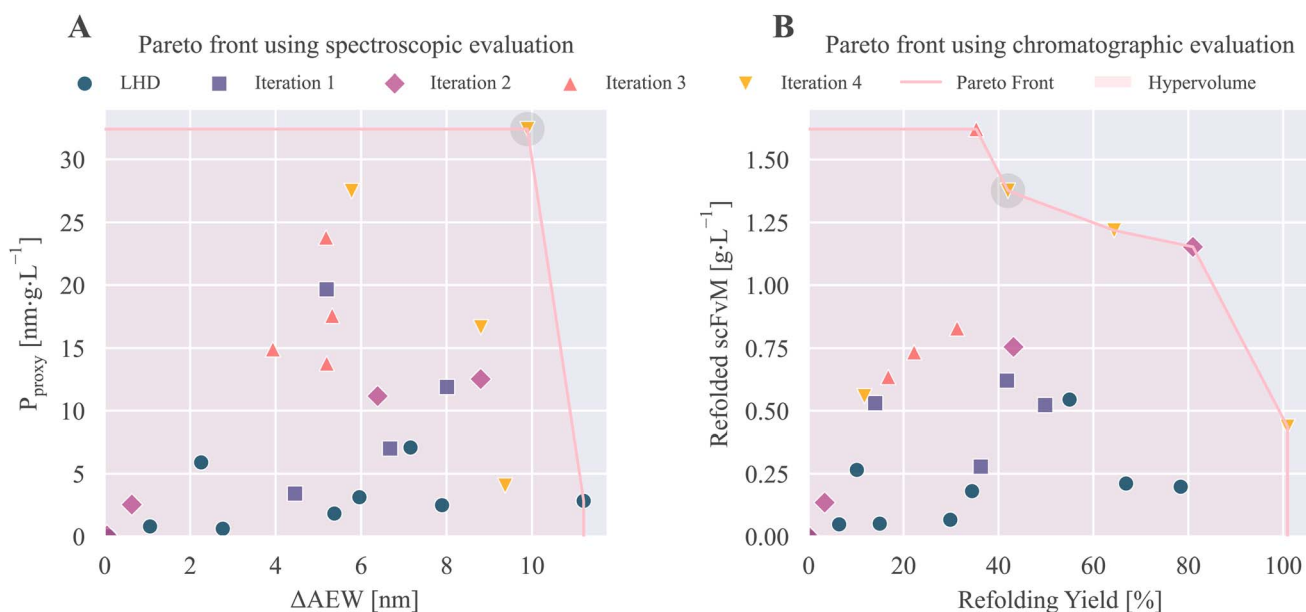 A
B
Pareto front using spectroscopic evaluation
Pareto front using chromatographic evaluation
LHD
Iteration 1
Iteration 2
Iteration 3
Iteration 4
Pareto Front
Hypervolume
P_proxy [nm·g·L⁻¹]
30
25
20
15
10
5
0
0 2 4 6 8 10
ΔAEW [nm]
Refolded scFvM [g·L⁻¹]
1.50
1.25
1.00
0.75
0.50
0.25
0.00
0 20 40 60 80 100
Refolding Yield [%]